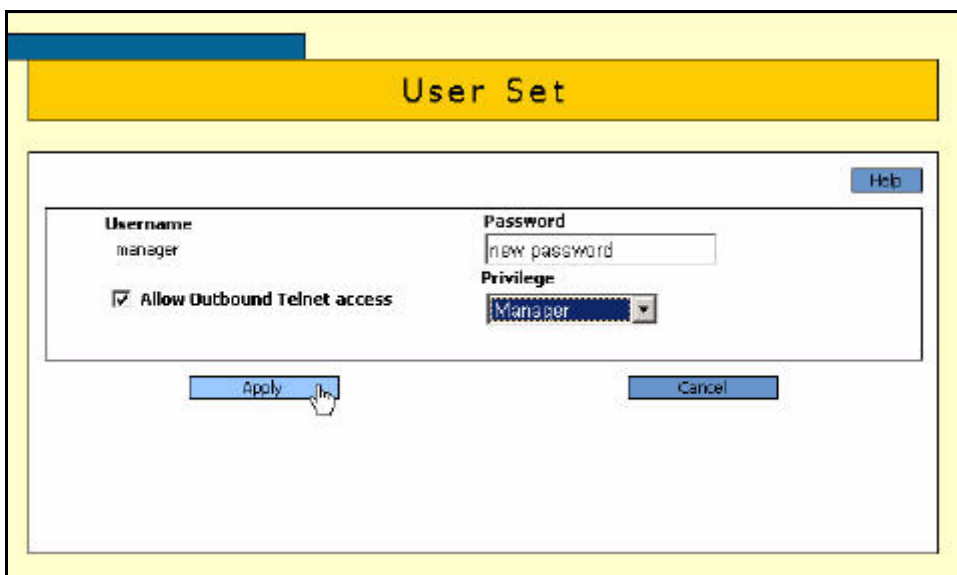 User Set
Help
Username
Password
manager
new password
Privilege
Allow Outbound Telnet access
Manager
Apply
Cancel